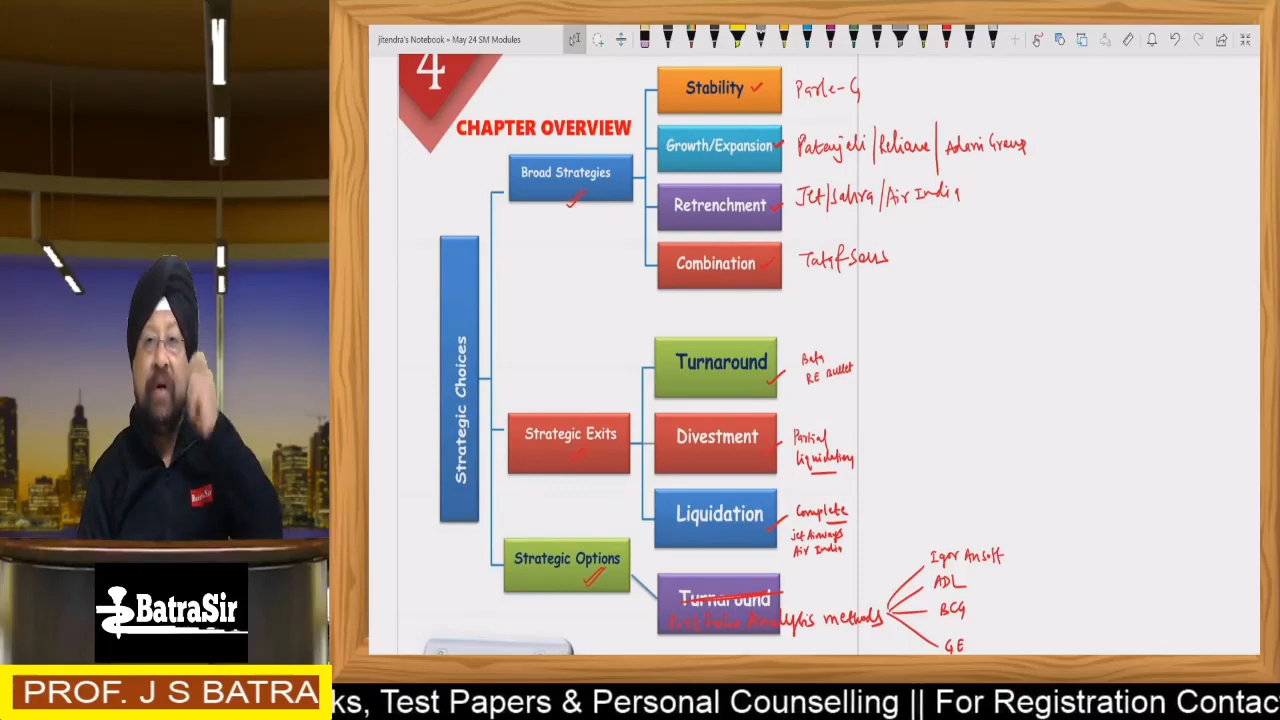 jitendra's Notebook » May 24 SM Modules
4
CHAPTER OVERVIEW
Strategic Choices
Broad Strategies
Stability
Parle-G
Growth/Expansion
Patanjali/Reliance/Adani Group
Retrenchment
Jet/Sahra/Air India
Combination
Strategic Exits
Turnaround
Bata
RE Bullet
Divestment
Partial
Liquidation
Liquidation
Complete
Jet Airways
Air India
Strategic Options
Turnaround
Portfolio Analysis methods
Igor Ansoff
ADL
BCG
GE
BatraSir
BatraSir
PROF. J S BATRA
ks, Test Papers & Personal Counselling || For Registration Contac